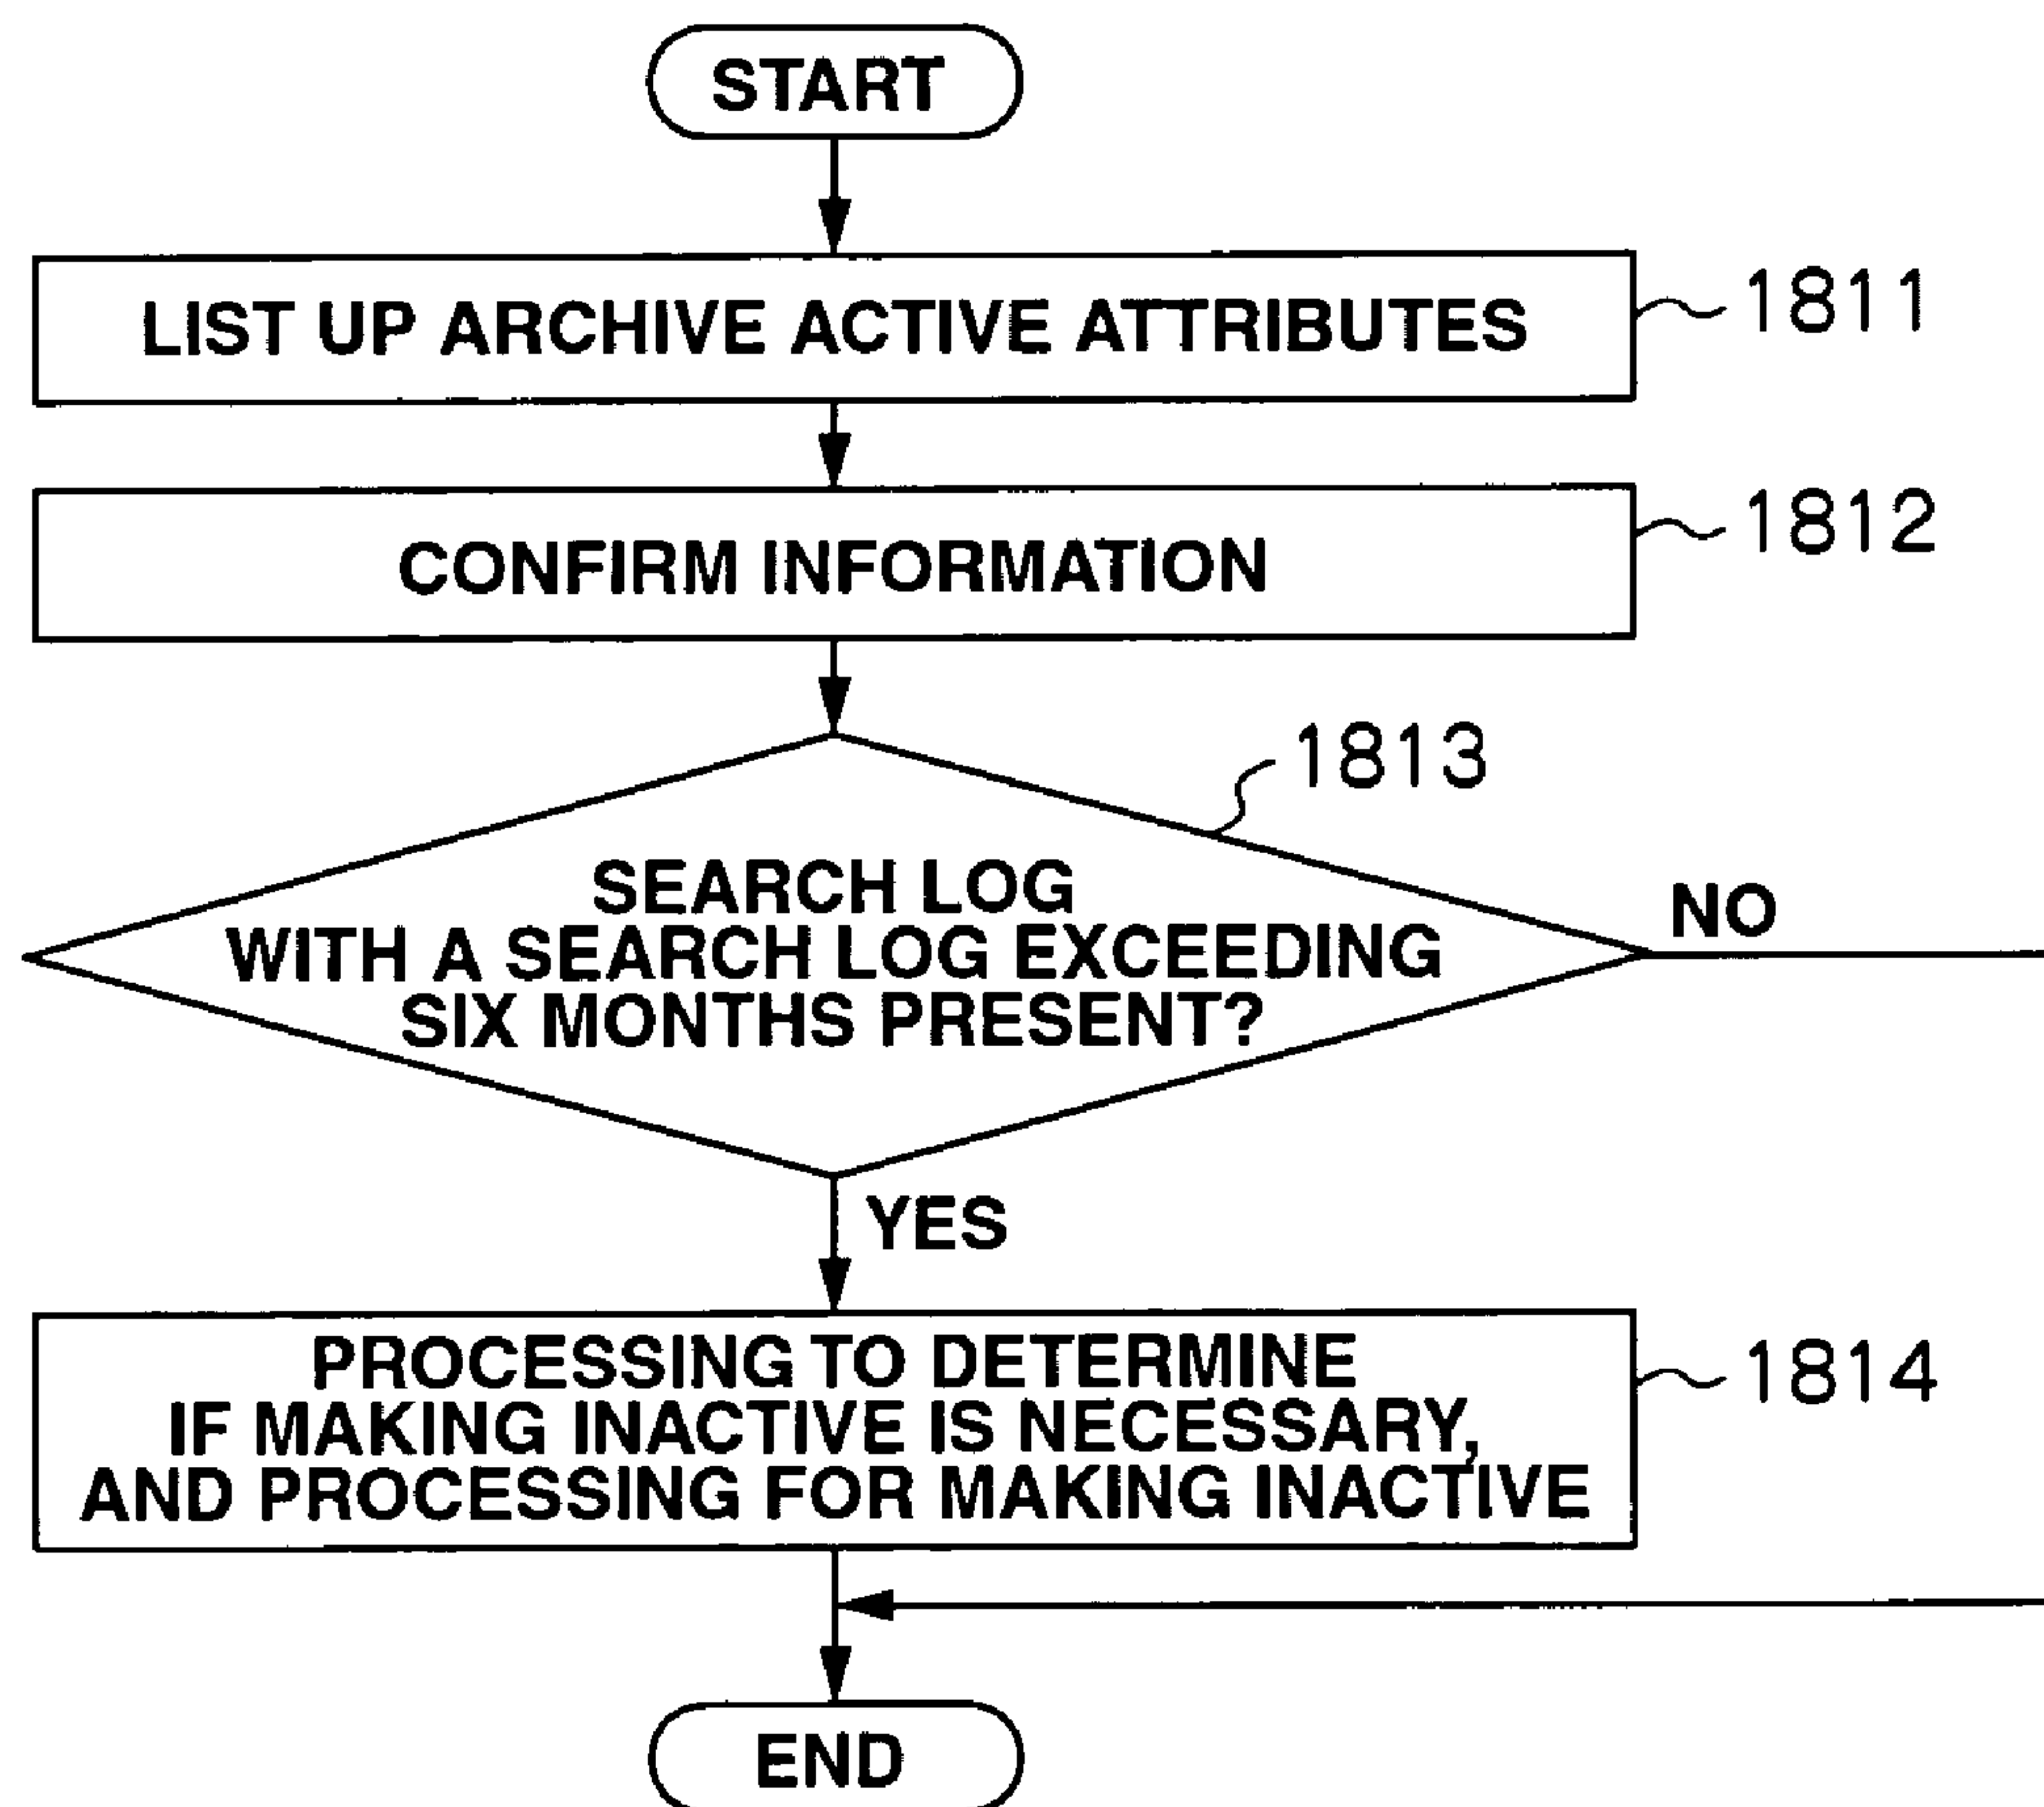 START
LIST UP ARCHIVE ACTIVE ATTRIBUTES
1811
CONFIRM INFORMATION
1812
1813
SEARCH LOG
WITH A SEARCH LOG EXCEEDING
SIX MONTHS PRESENT?
NO
YES
PROCESSING TO DETERMINE
IF MAKING INACTIVE IS NECESSARY,
AND PROCESSING FOR MAKING INACTIVE
1814
END